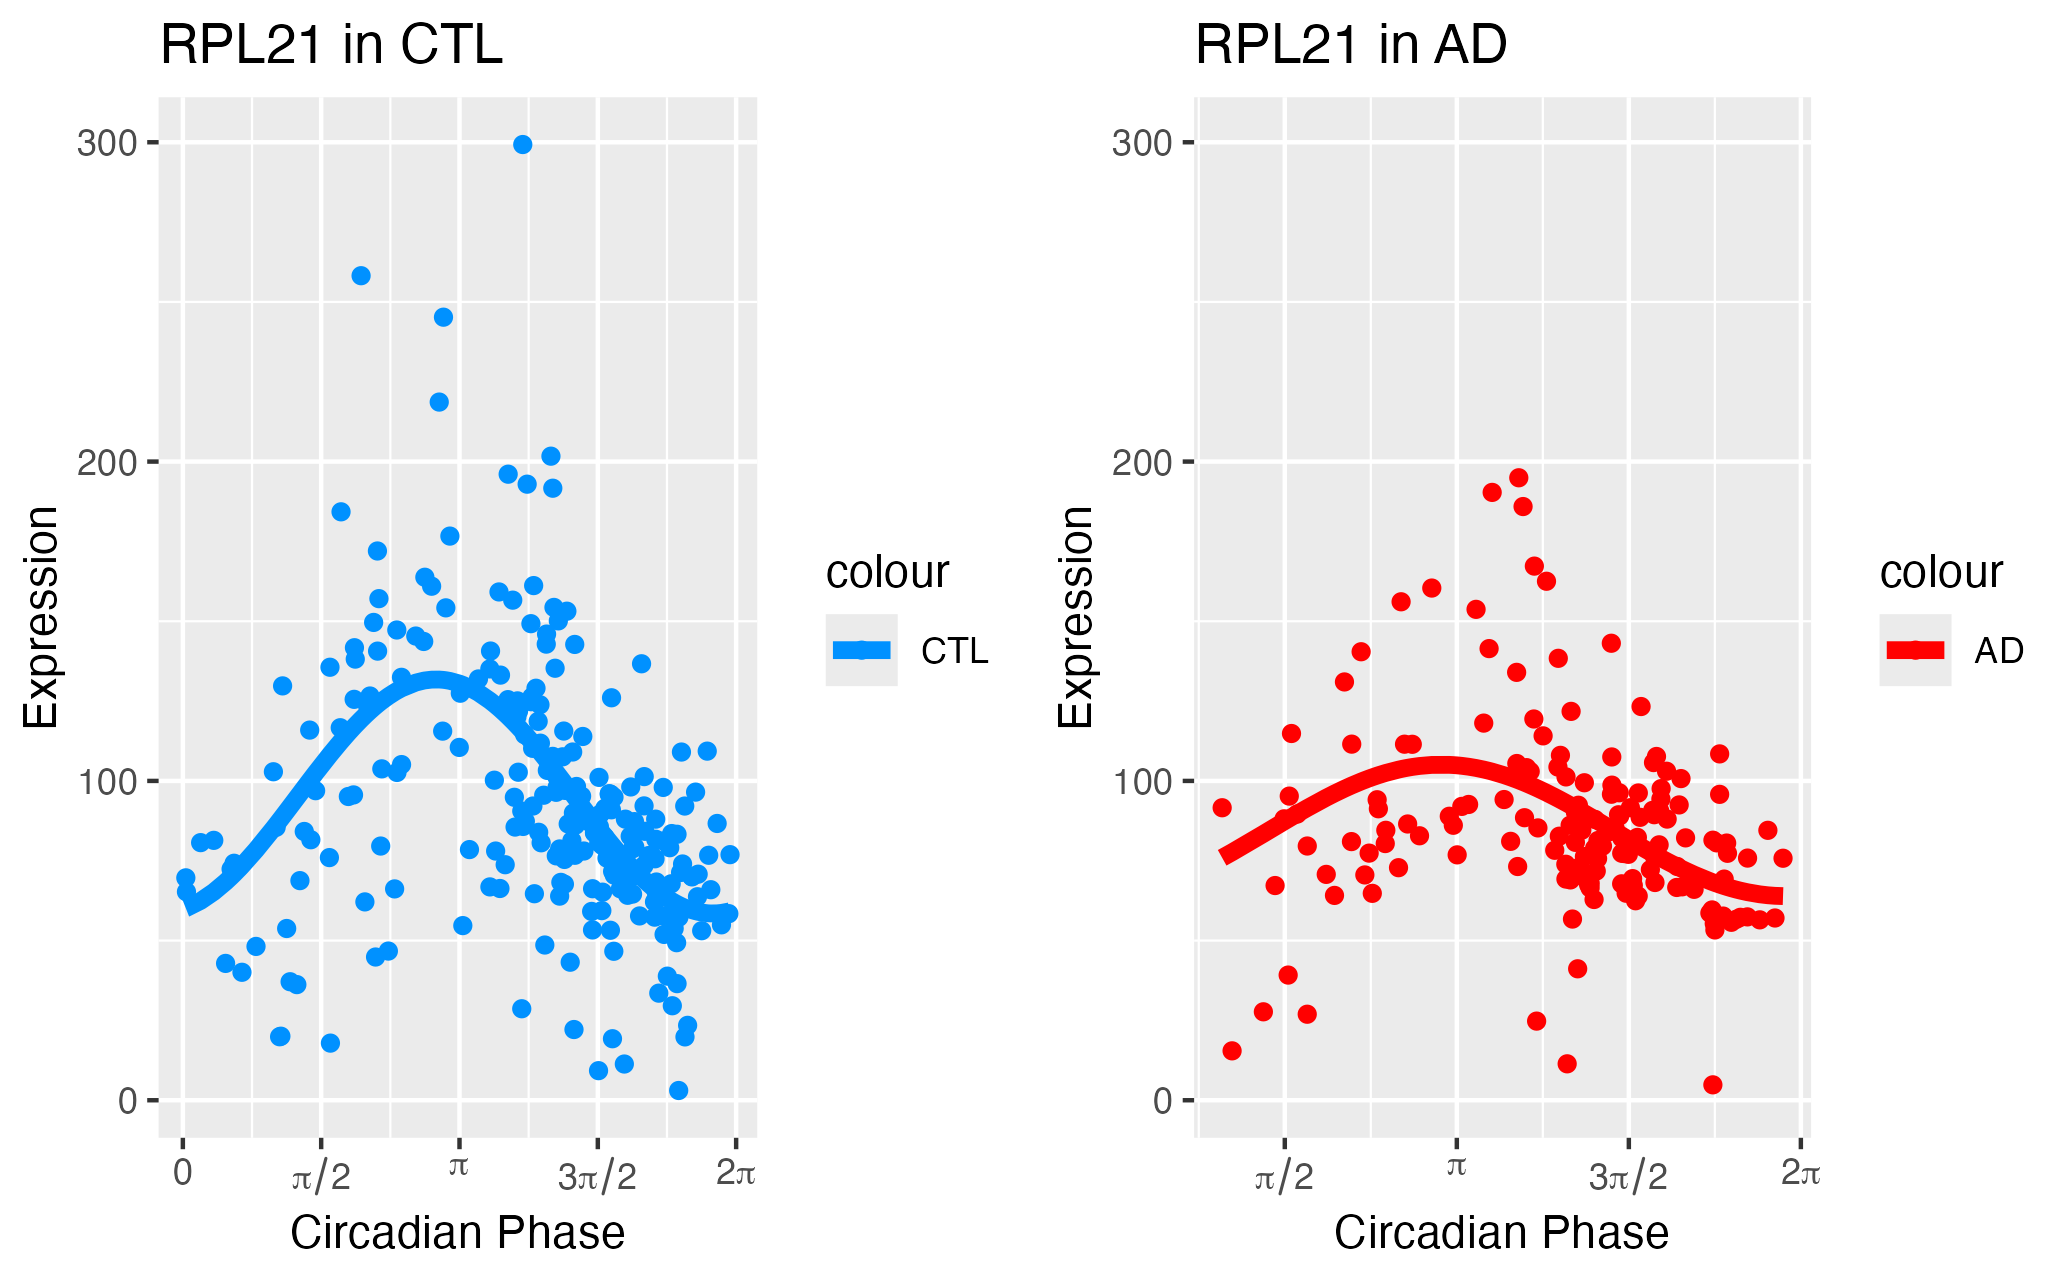 RPL21 in CTL
300
200
100
0
Expression
0 π/2 π 3π/2 2π
Circadian Phase
colour
CTL
RPL21 in AD
300
200
100
0
Expression
π/2 π 3π/2 2π
Circadian Phase
colour
AD